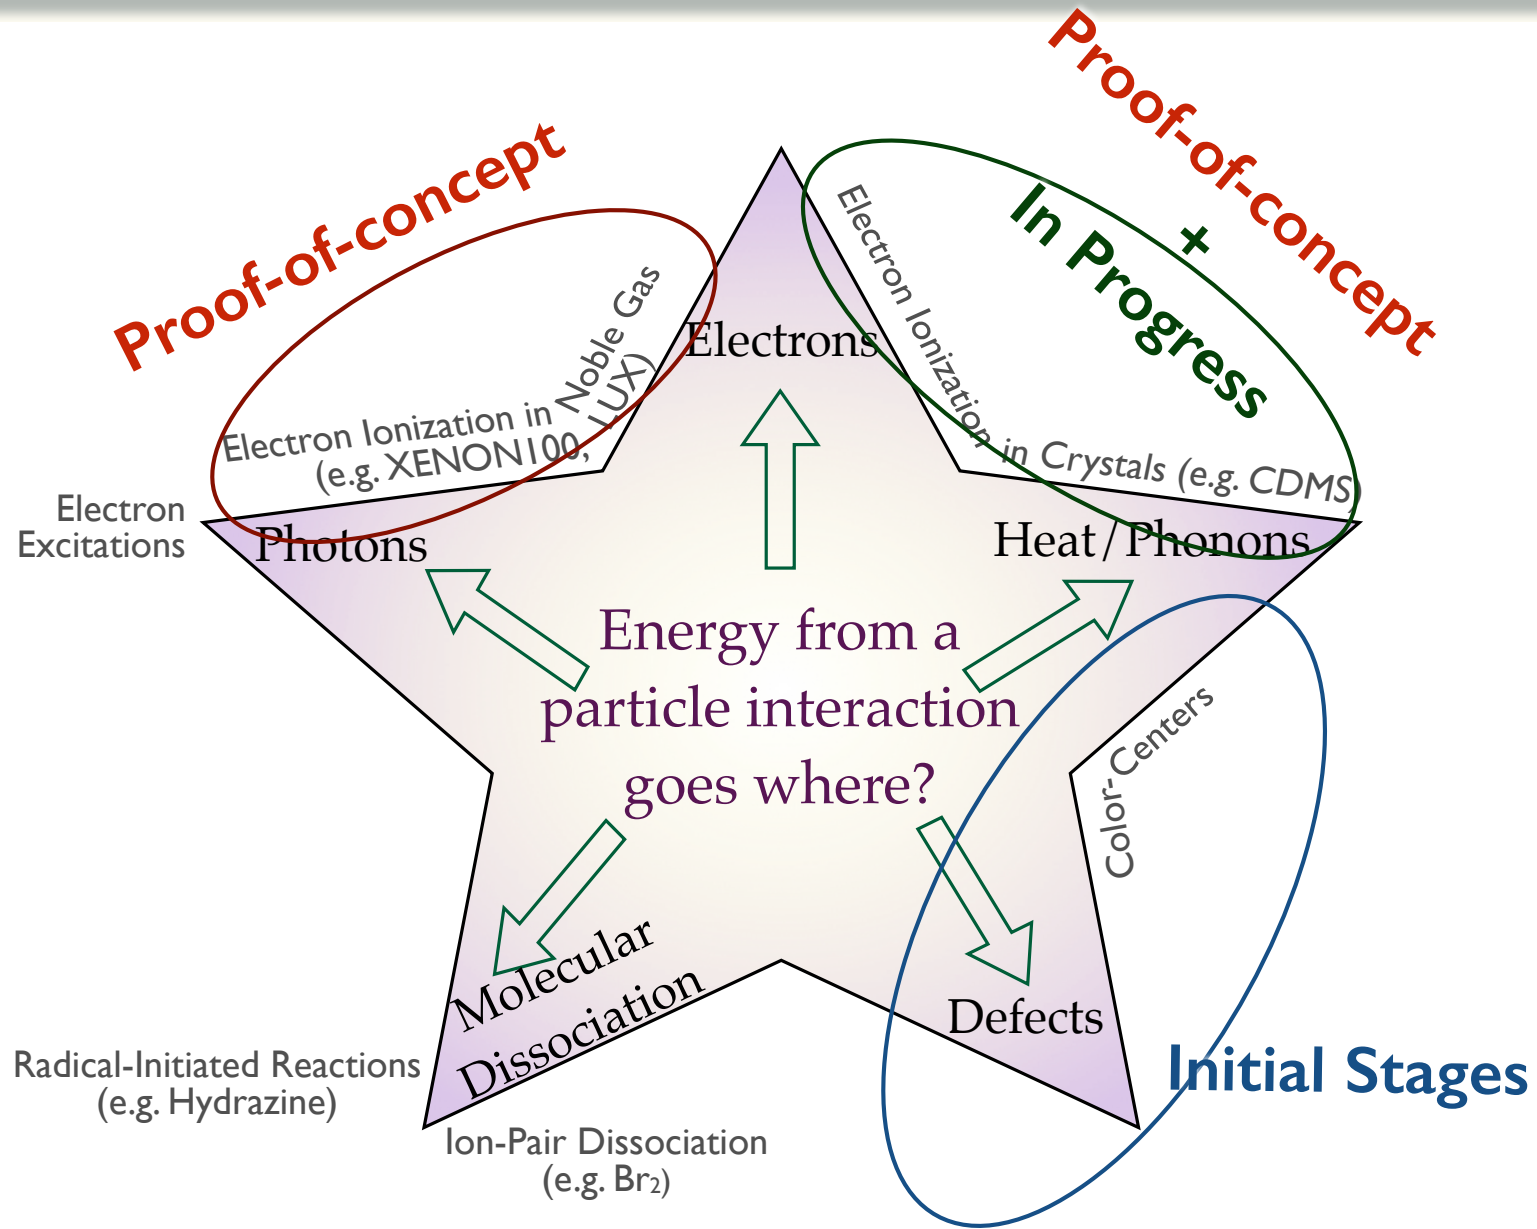 Proof-of-concept
+
In Progress
Proof-of-concept
Electron Ionization in Noble Gas
(e.g. XENON100, LUX)
Electron Ionization in Crystals (e.g. CDMS)
Electrons
Electron
Excitations
Photons
Heat/Phonons
Energy from a
particle interaction
goes where?
Color-Centers
Molecular
Dissociation
Defects
Initial Stages
Radical-Initiated Reactions
(e.g. Hydrazine)
Ion-Pair Dissociation
(e.g. Br₂)